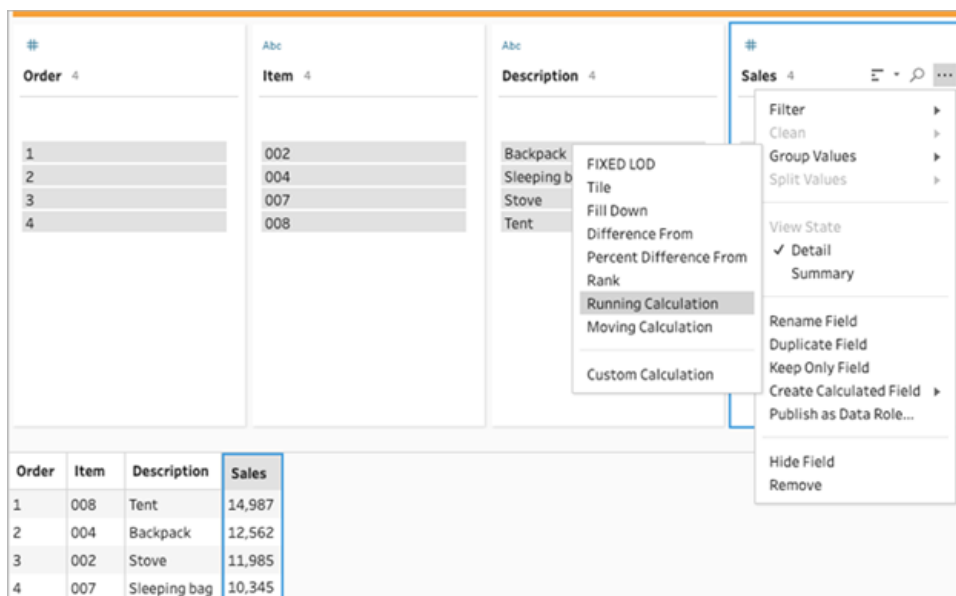 #
Abc
Abc
#
Order 4
Item 4
Description 4
Sales 4
1
2
3
4
002
004
007
008
Backpack
Sleeping b
Stove
Tent
FIXED LOD
Tile
Fill Down
Difference From
Percent Difference From
Rank
Running Calculation
Moving Calculation
Custom Calculation
Filter
Clean
Group Values
Split Values
View State
✓ Detail
Summary
Rename Field
Duplicate Field
Keep Only Field
Create Calculated Field
Publish as Data Role...
Hide Field
Remove
Order Item Description Sales
1 008 Tent 14,987
2 004 Backpack 12,562
3 002 Stove 11,985
4 007 Sleeping bag 10,345